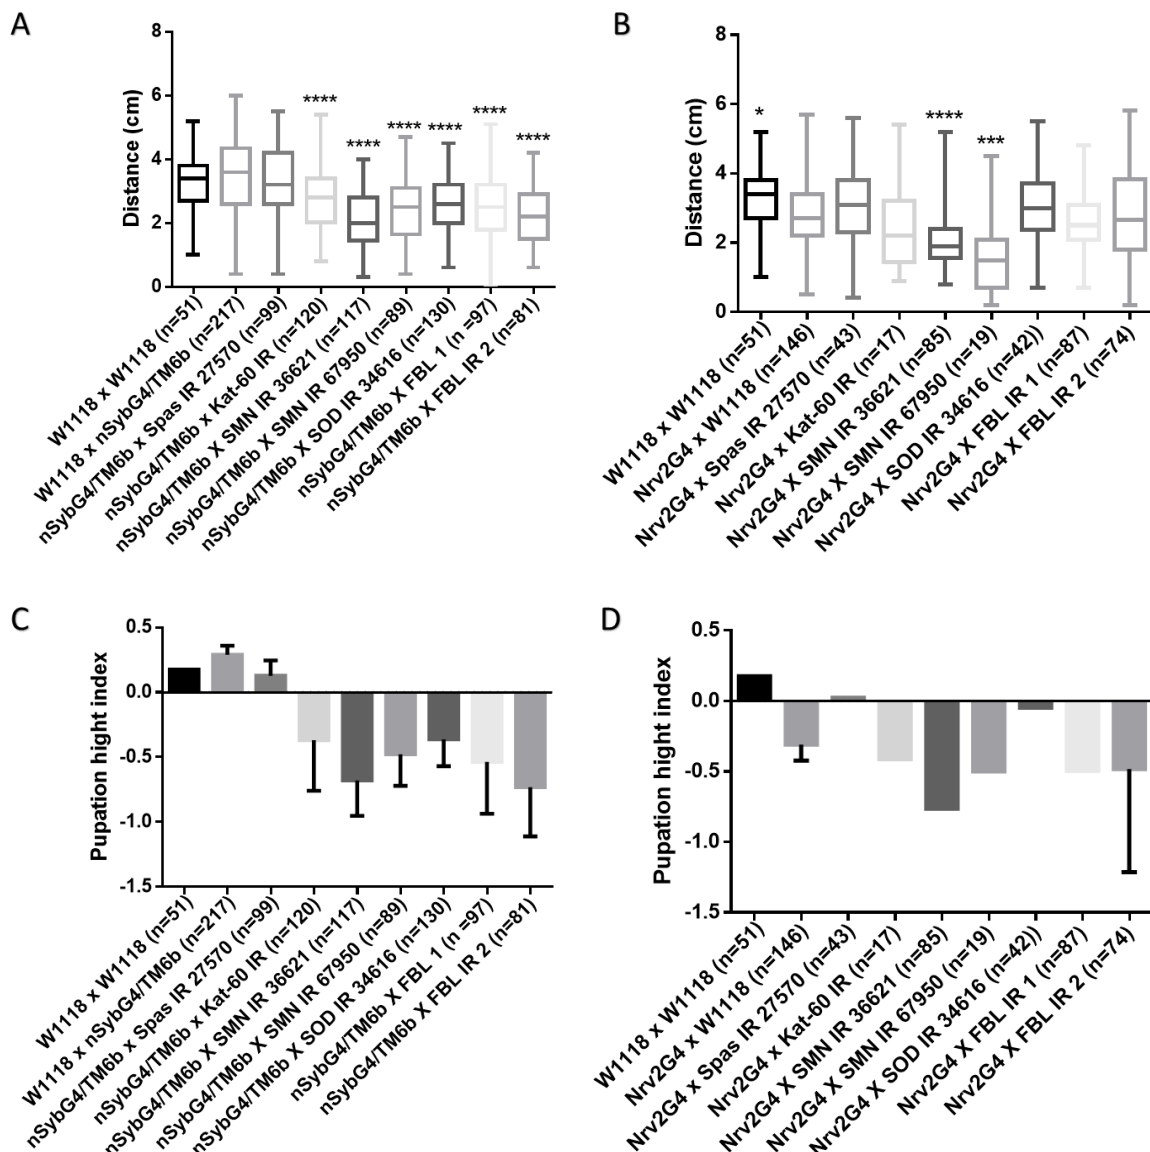 A
Distance (cm)
8
6
4
2
0
****
****
****
****
****
****
W1118 x W1118 (n=51)
W1118 x nSybG4/TM6b (n=217)
nSybG4/TM6b x Spas IR 27570 (n=99)
nSybG4/TM6b x Kat-60 IR (n=120)
nSybG4/TM6b X SMN IR 36621 (n=117)
nSybG4/TM6b X SMN IR 67950 (n=89)
nSybG4/TM6b X SOD IR 34616 (n=130)
nSybG4/TM6b X FBL 1 (n =97)
nSybG4/TM6b X FBL IR 2 (n=81)
B
Distance (cm)
8
6
4
2
0
*
****
***
W1118 x W1118 (n=51)
Nrv2G4 x W1118 (n=146)
Nrv2G4 x Spas IR 27570 (n=43)
Nrv2G4 x Kat-60 IR (n=17)
Nrv2G4 X SMN IR 36621 (n=85)
Nrv2G4 X SMN IR 67950 (n=19)
Nrv2G4 X SOD IR 34616 (n=42))
Nrv2G4 X FBL IR 1 (n=87)
Nrv2G4 X FBL IR 2 (n=74)
C
Pupation hight index
0.5
0.0
-0.5
-1.0
-1.5
W1118 x W1118 (n=51)
W1118 x nSybG4/TM6b (n=217)
nSybG4/TM6b x Spas IR 27570 (n=99)
nSybG4/TM6b x Kat-60 IR (n=120)
nSybG4/TM6b X SMN IR 36621 (n=117)
nSybG4/TM6b X SMN IR 67950 (n=89)
nSybG4/TM6b X SOD IR 34616 (n=130)
nSybG4/TM6b X FBL 1 (n =97)
nSybG4/TM6b X FBL IR 2 (n=81)
D
Pupation hight index
0.5
0.0
-0.5
-1.0
-1.5
W1118 x W1118 (n=51)
Nrv2G4 x W1118 (n=146)
Nrv2G4 x Spas IR 27570 (n=43)
Nrv2G4 x Kat-60 IR (n=17)
Nrv2G4 X SMN IR 36621 (n=85)
Nrv2G4 X SMN IR 67950 (n=19)
Nrv2G4 X SOD IR 34616 (n=42))
Nrv2G4 X FBL IR 1 (n=87)
Nrv2G4 X FBL IR 2 (n=74)